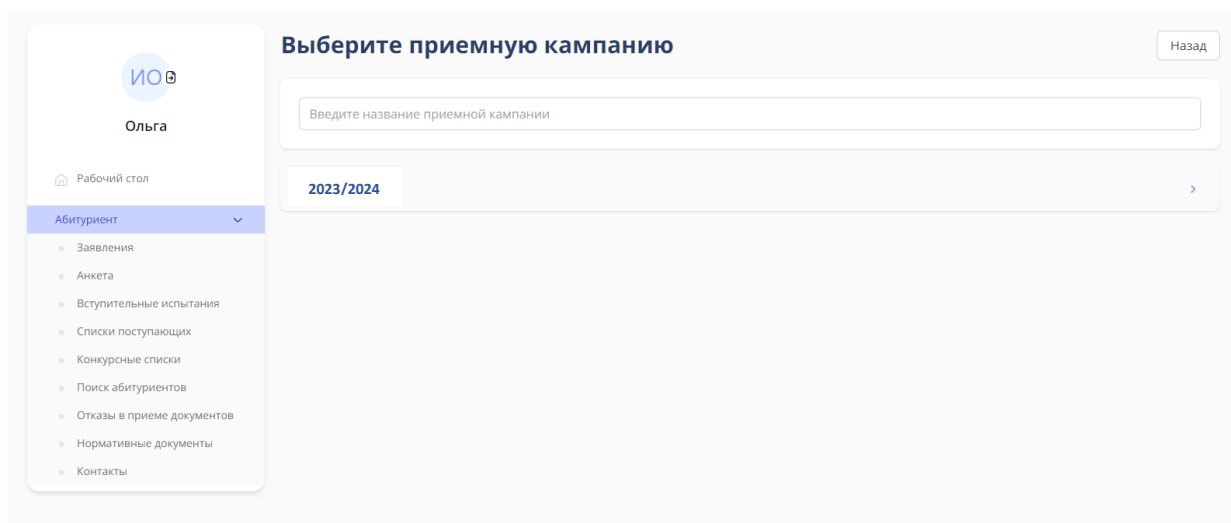 ИО
Ольга
Рабочий стол
Абитуриент
Заявления
Анкета
Вступительные испытания
Списки поступающих
Конкурсные списки
Поиск абитуриентов
Отказы в приеме документов
Нормативные документы
Контакты
Выберите приемную кампанию
Назад
Введите название приемной кампании
2023/2024